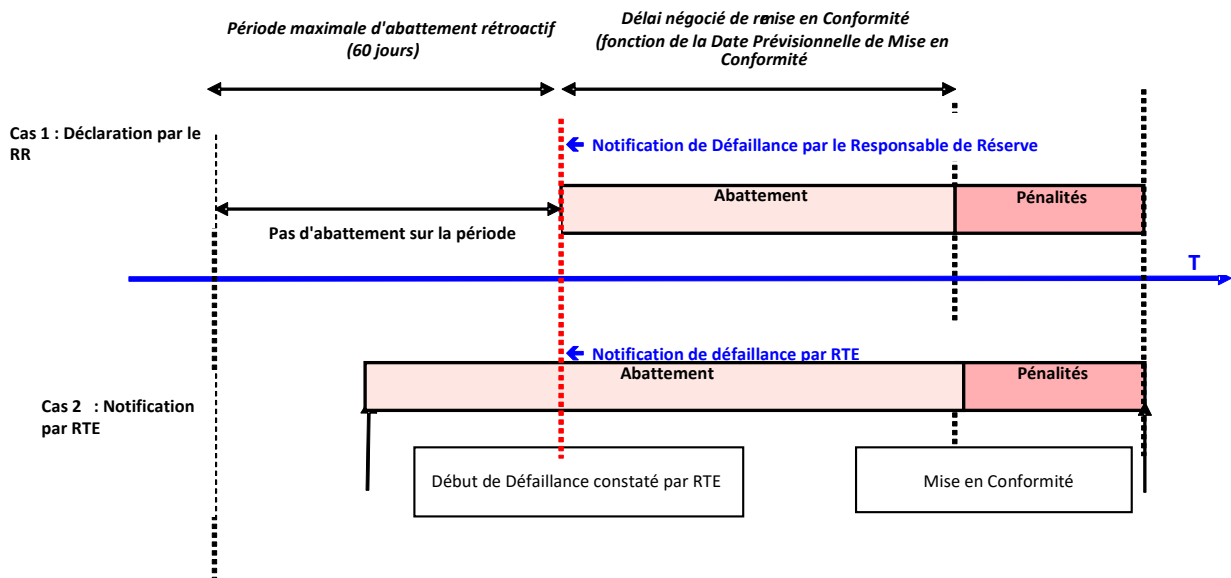 Période maximale d'abattement rétroactif
(60 jours)
Délai négocié de remise en Conformité
(fonction de la Date Prévisionnelle de Mise en
Conformité
Cas 1 : Déclaration par le
RR
🡸 Notification de Défaillance par le Responsable de Réserve
Abattement
Pénalités
Pas d'abattement sur la période
T
🡸 Notification de défaillance par RTE
Abattement
Pénalités
Cas 2 : Notification
par RTE
Début de Défaillance constaté par RTE
Mise en Conformité